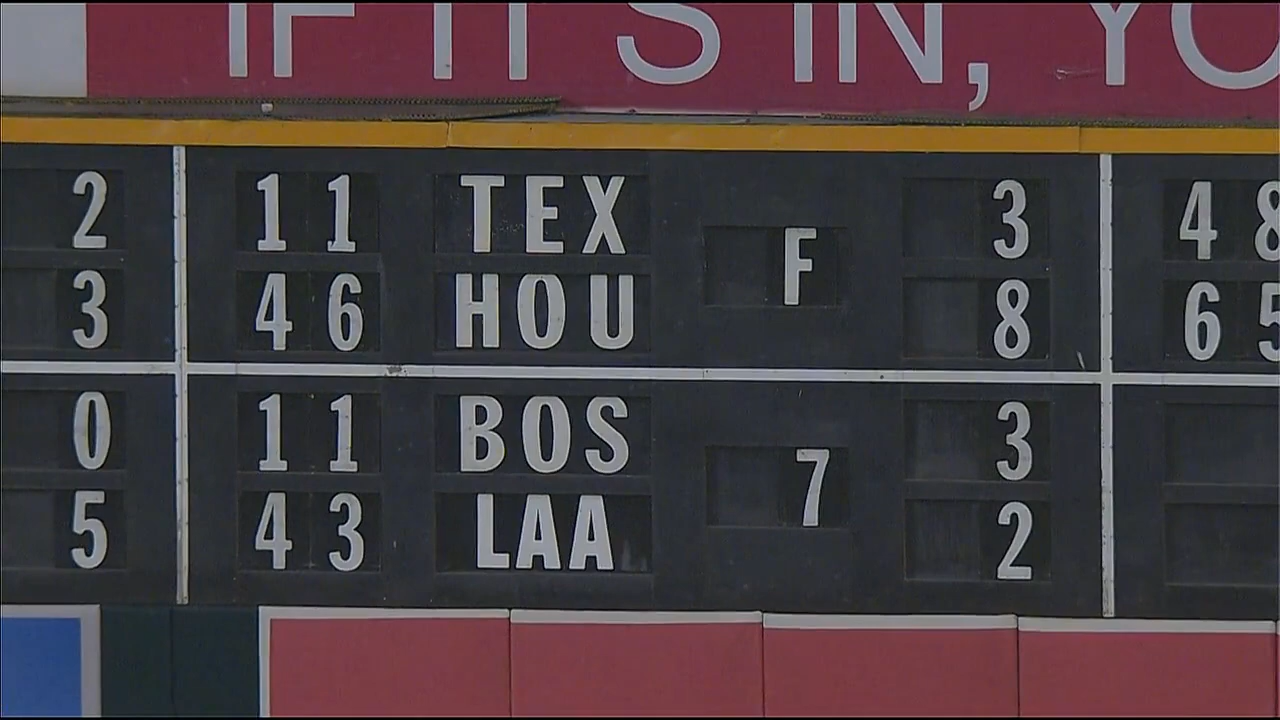 IF IT'S IN, YO
2 11 TEX F 3 48
3 46 HOU 8 65
0 11 BOS 7 3
5 43 LAA 2